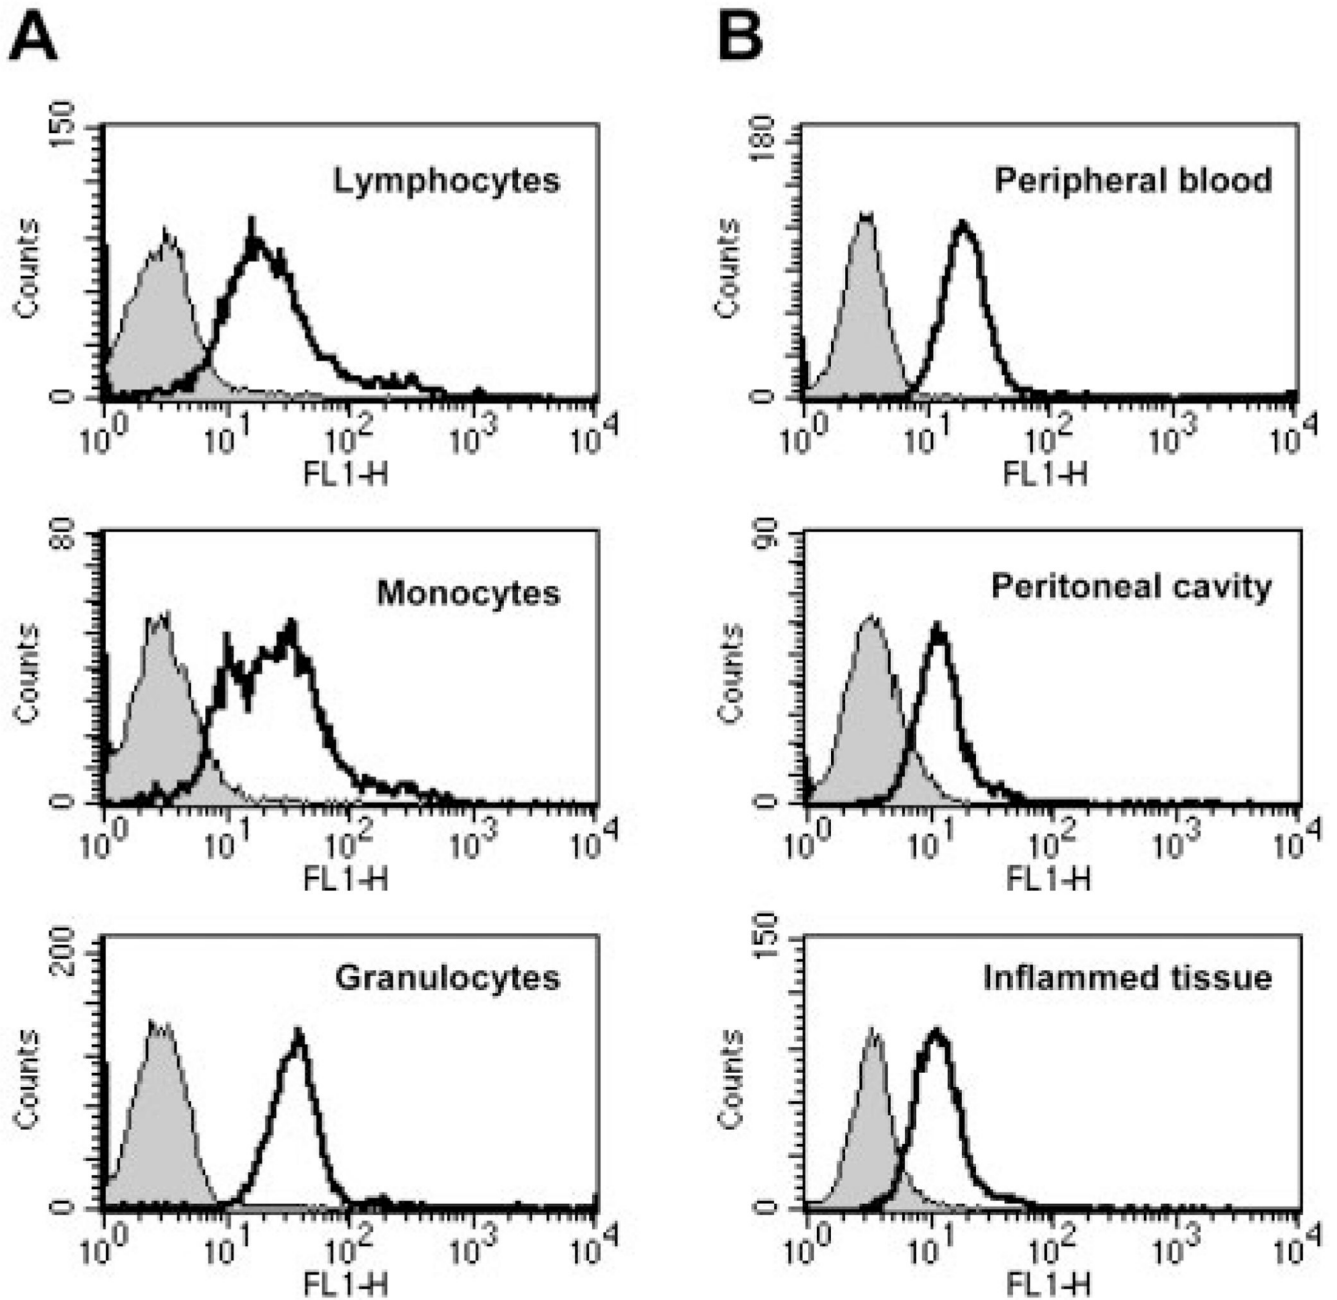 A
150
Counts
0
Lymphocytes
10^0 10^1 10^2 10^3 10^4
FL1-H
80
Counts
0
Monocytes
10^0 10^1 10^2 10^3 10^4
FL1-H
200
Counts
0
Granulocytes
10^0 10^1 10^2 10^3 10^4
FL1-H
B
180
Counts
0
Peripheral blood
10^0 10^1 10^2 10^3 10^4
FL1-H
90
Counts
0
Peritoneal cavity
10^0 10^1 10^2 10^3 10^4
FL1-H
150
Counts
0
Inflammed tissue
10^0 10^1 10^2 10^3 10^4
FL1-H